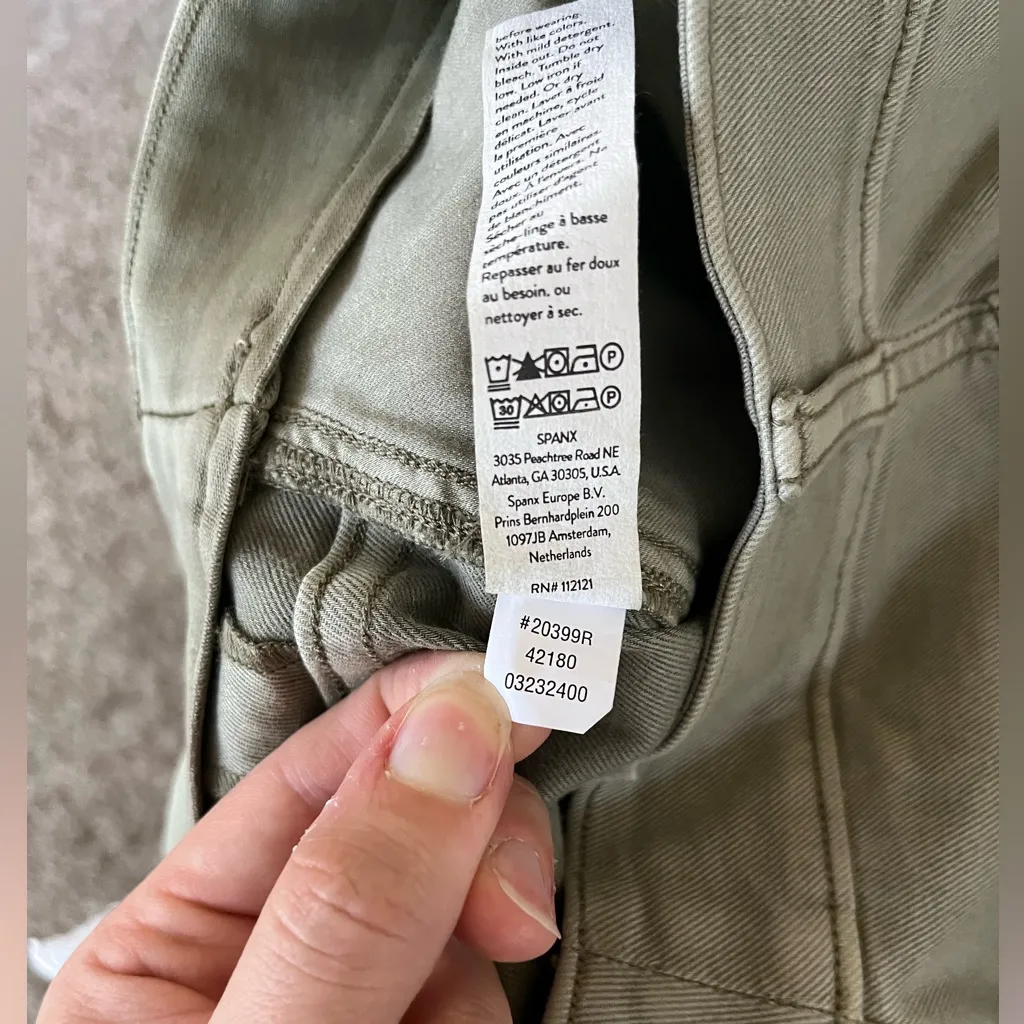 before wearing.
With like colors.
With mild detergent.
Inside out. Do not
bleach. Tumble dry
low. Low iron if
needed. Or dry
clean. Laver à froid
en machine, cycle
délicat. Laver avant
la première
utilisation. Avec
couleurs similaires.
Avec un détergent
doux. À l'envers. Ne
pas utiliser d'agent
de blanchiment.
Sécher au
sèche-linge à basse
température.
Repasser au fer doux
au besoin. ou
nettoyer à sec.
P
30 P
SPANX
3035 Peachtree Road NE
Atlanta, GA 30305, U.S.A.
Spanx Europe B.V.
Prins Bernhardplein 200
1097JB Amsterdam,
Netherlands
RN# 112121
#20399R
42180
03232400